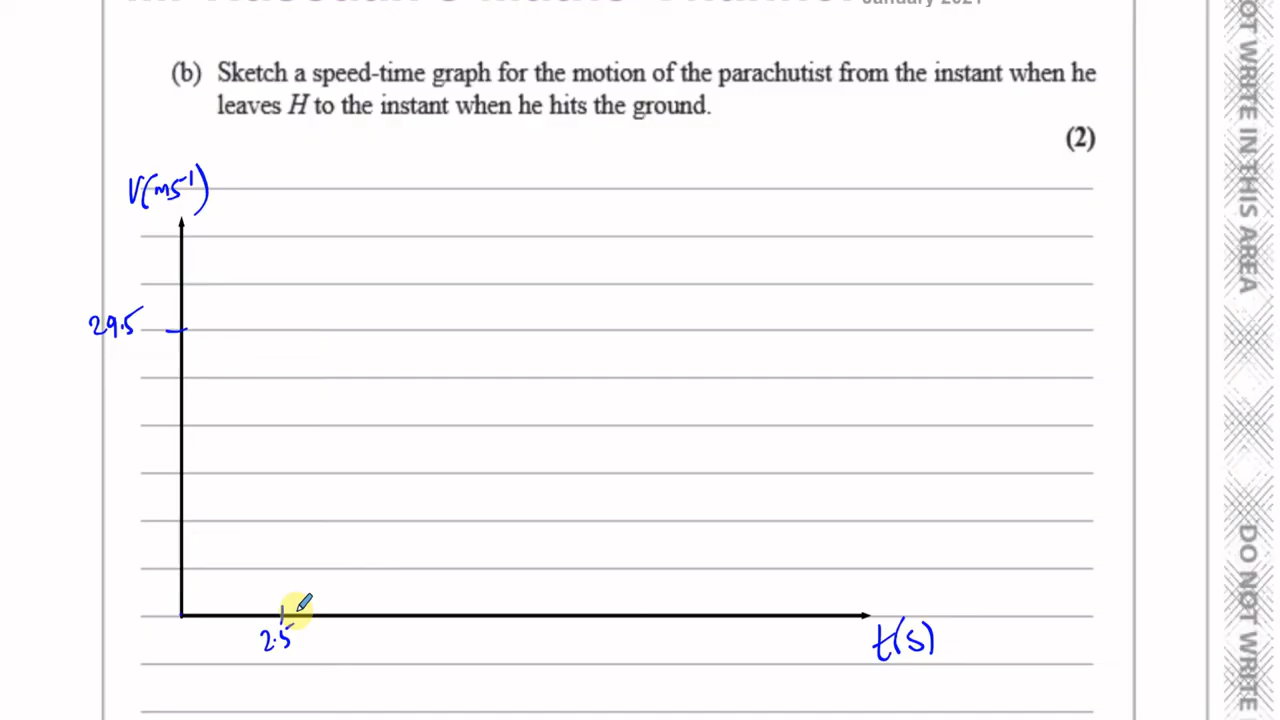 January 2021
(b) Sketch a speed-time graph for the motion of the parachutist from the instant when he
leaves H to the instant when he hits the ground.
(2)
V(ms⁻¹)
29.5
2.5
t(s)
OT WRITE IN THIS AREA
DO NOT WRITE